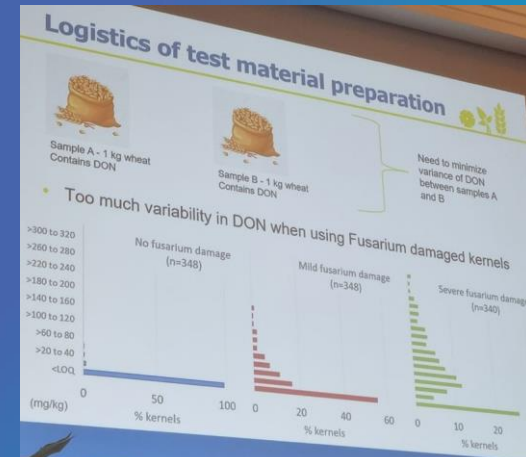 Logistics of test material preparation
Sample A - 1 kg wheat
Contains DON
Sample B - 1 kg wheat
Contains DON
Need to minimize
variance of DON
between samples A
and B
• Too much variability in DON when using Fusarium damaged kernels
No fusarium damage
(n=348)
Mild fusarium damage
(n=348)
Severe fusarium damage
(n=340)
>300 to 320
>260 to 280
>220 to 240
>180 to 200
>140 to 160
>100 to 120
>60 to 80
>20 to 40
<LOQ
(mg/kg)
0 50 100
% kernels
0 20 40 60
% kernels
0 10 20
% kernels